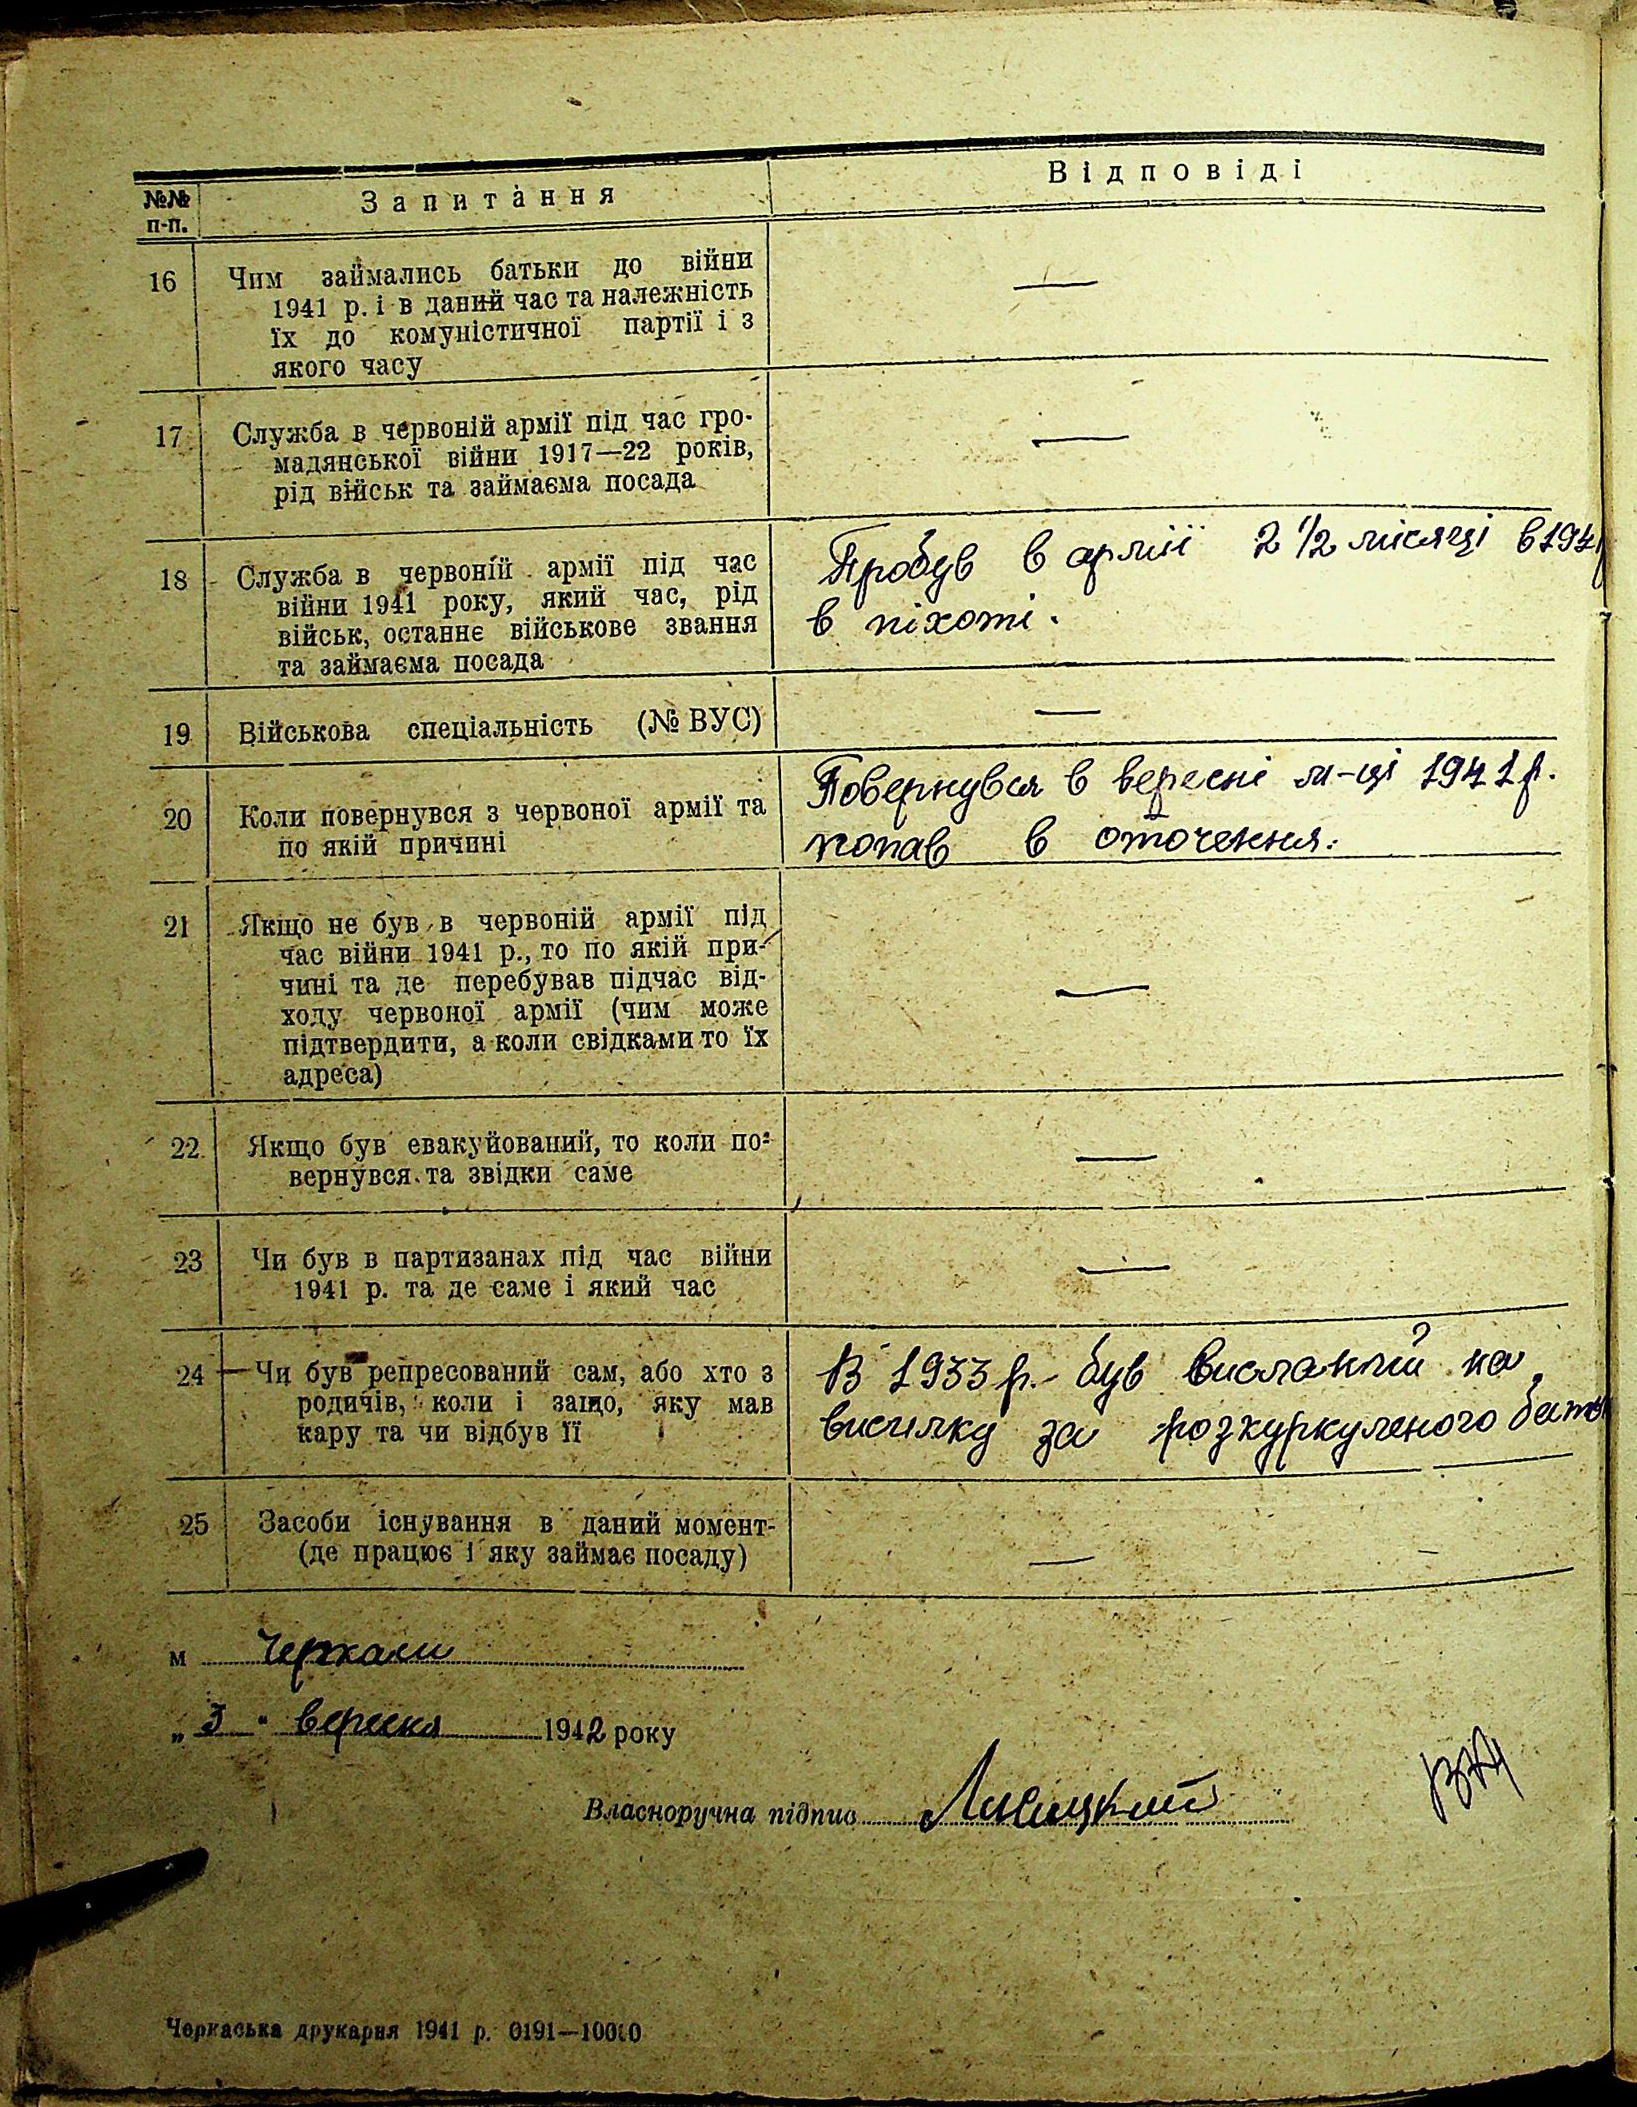 №№ п-п.
Запитання
Відповіді
16
Чим займались батьки до війни
1941 р. і в даний час та належність
їх до комуністичної партії і з
якого часу
—
17
Служба в червоній армії під час гро-
мадянської війни 1917—22 років,
рід військ та займаєма посада
—
18
Служба в червоній армії під час
війни 1941 року, який час, рід
військ, останнє військове звання
та займаєма посада
Пробув в армії 2 1/2 місяці в 1941
в піхоті.
19
Військова спеціальність (№ ВУС)
—
20
Коли повернувся з червоної армії та
по якій причині
Повернувся в вересні м-ці 1941 р.
попав в оточення.
21
Якщо не був в червоній армії під
час війни 1941 р., то по якій при-
чині та де перебував підчас від-
ходу червоної армії (чим може
підтвердити, а коли свідками то їх
адреса)
—
22
Якщо був евакуйований, то коли по-
вернувся та звідки саме
—
23
Чи був в партизанах під час війни
1941 р. та де саме і який час
—
24
Чи був репресований сам, або хто з
родичів, коли і защо, яку мав
кару та чи відбув її
В 1933 р. був висланий на
висилку за розкуркуленого
25
Засоби існування в даний момент-
(де працює і яку займає посаду)
—
м Черкаси
„3“ вересня 1942 року
Власноручна підпис
Черкаська друкарня 1941 р. 0191—10000